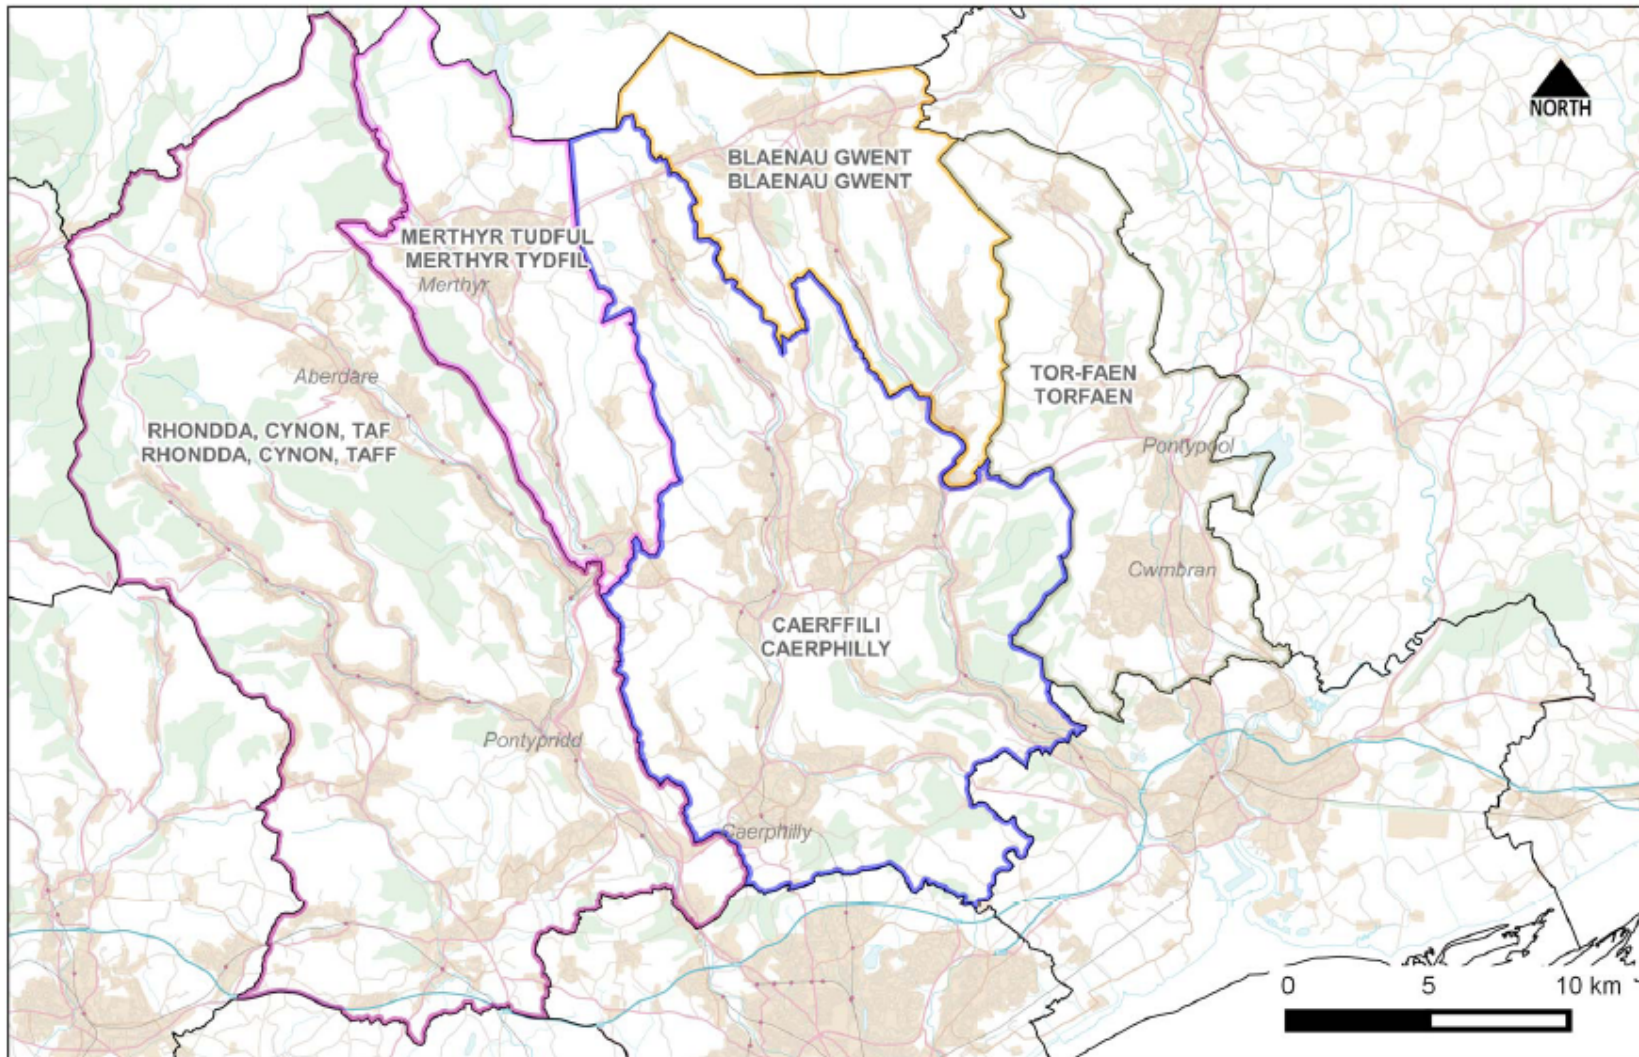 NORTH
BLAENAU GWENT
BLAENAU GWENT
MERTHYR TUDFUL
MERTHYR TYDFIL
Merthyr
TOR-FAEN
TORFAEN
Aberdare
RHONDDA, CYNON, TAF
RHONDDA, CYNON, TAFF
Pontypool
Cwmbran
CAERFFILI
CAERPHILLY
Pontypridd
Caerphilly
0 5 10 km